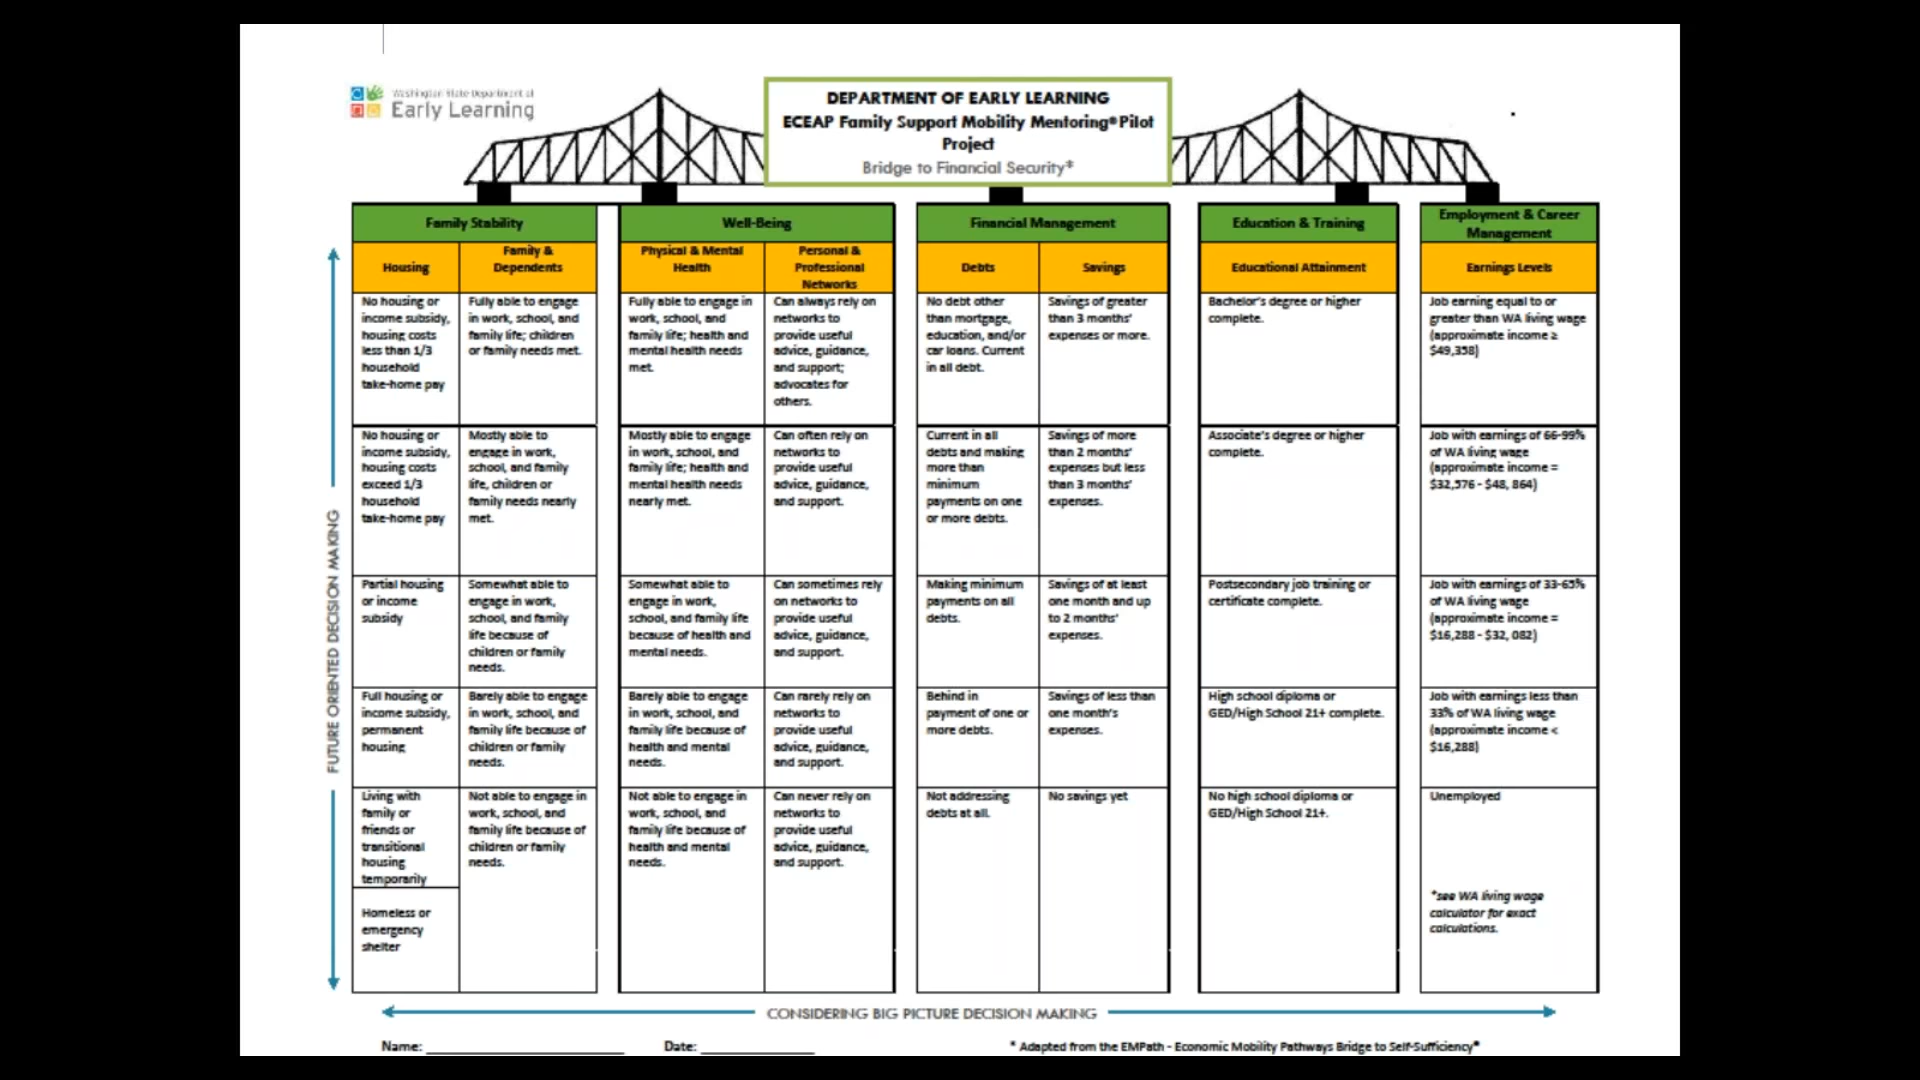 Washington State Department of
Early Learning
DEPARTMENT OF EARLY LEARNING
ECEAP Family Support Mobility Mentoring® Pilot
Project
Bridge to Financial Security*
Family Stability
Well-Being
Financial Management
Education & Training
Employment & Career
Management
Housing
Family &
Dependents
Physical & Mental
Health
Personal &
Professional
Networks
Debts
Savings
Educational Attainment
Earnings Levels
No housing or
income subsidy,
housing costs
less than 1/3
household
take-home pay
Fully able to engage
in work, school, and
family life; children
or family needs met.
Fully able to engage in
work, school, and
family life; health and
mental health needs
met.
Can always rely on
networks to
provide useful
advice, guidance,
and support;
advocates for
others.
No debt other
than mortgage,
education, and/or
car loans. Current
in all debt.
Savings of greater
than 3 months'
expenses or more.
Bachelor's degree or higher
complete.
Job earning equal to or
greater than WA living wage
(approximate income ≥
$49,358)
No housing or
income subsidy,
housing costs
exceed 1/3
household
take-home pay
Mostly able to
engage in work,
school, and family
life, children or
family needs nearly
met.
Mostly able to engage
in work, school, and
family life; health and
mental health needs
nearly met.
Can often rely on
networks to
provide useful
advice, guidance,
and support.
Current in all
debts and making
more than
minimum
payments on one
or more debts.
Savings of more
than 2 months'
expenses but less
than 3 months'
expenses.
Associate's degree or higher
complete.
Job with earnings of 66-99%
of WA living wage
(approximate income =
$32,576 - $48, 864)
Partial housing
or income
subsidy
Somewhat able to
engage in work,
school, and family
life because of
children or family
needs.
Somewhat able to
engage in work,
school, and family life
because of health and
mental needs.
Can sometimes rely
on networks to
provide useful
advice, guidance,
and support.
Making minimum
payments on all
debts.
Savings of at least
one month and up
to 2 months'
expenses.
Postsecondary job training or
certificate complete.
Job with earnings of 33-65%
of WA living wage
(approximate income =
$16,288 - $32, 082)
Full housing or
income subsidy,
permanent
housing
Barely able to engage
in work, school, and
family life because of
children or family
needs.
Barely able to engage
in work, school, and
family life because of
health and mental
needs.
Can rarely rely on
networks to
provide useful
advice, guidance,
and support.
Behind in
payment of one or
more debts.
Savings of less than
one month's
expenses.
High school diploma or
GED/High School 21+ complete.
Job with earnings less than
33% of WA living wage
(approximate income <
$16,288)
Living with
family or
friends or
transitional
housing
temporarily
Not able to engage in
work, school, and
family life because of
children or family
needs.
Not able to engage in
work, school, and
family life because of
health and mental
needs.
Can never rely on
networks to
provide useful
advice, guidance,
and support.
Not addressing
debts at all.
No savings yet
No high school diploma or
GED/High School 21+.
Unemployed
*see WA living wage
calculator for exact
calculations.
Homeless or
emergency
shelter
FUTURE ORIENTED DECISION MAKING
CONSIDERING BIG PICTURE DECISION MAKING
Name: Date: * Adapted from the EMPath - Economic Mobility Pathways Bridge to Self-Sufficiency®